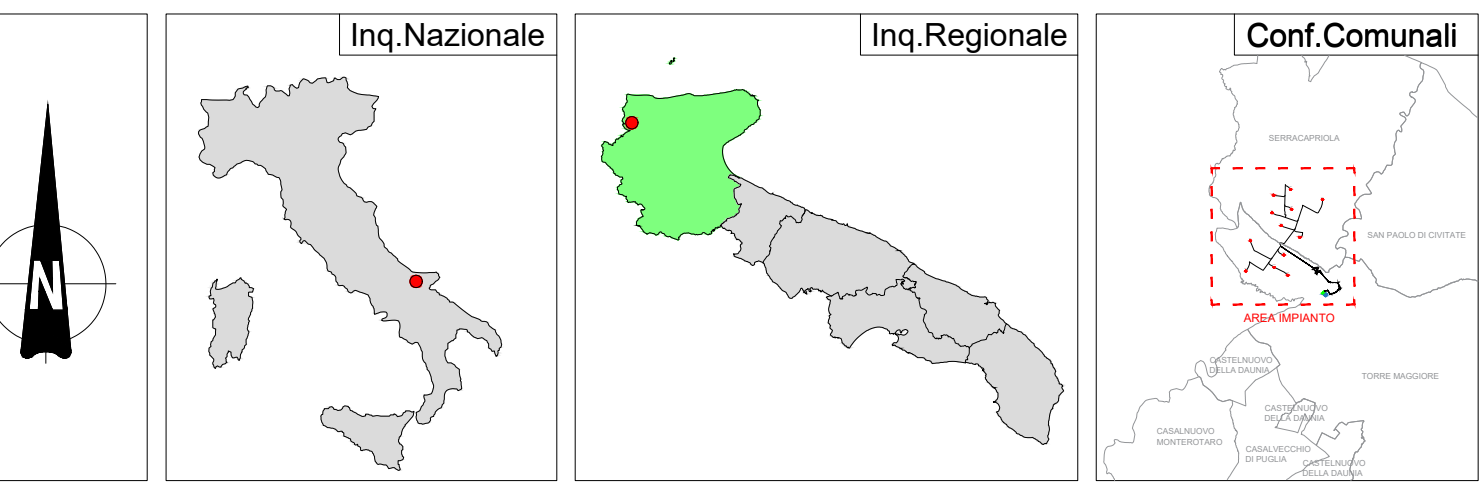 N
Inq.Nazionale
Inq.Regionale
Conf.Comunali
SERRACAPRIOLA
SAN PAOLO DI CIVITATE
AREA IMPIANTO
CASTELNUOVO
DELLA DAUNIA
TORRE MAGGIORE
CASTELNUOVO
DELLA DAUNIA
CASALNUOVO
MONTEROTARO
CASALVECCHIO
DI PUGLIA
CASTELNUOVO
DELLA DAUNIA